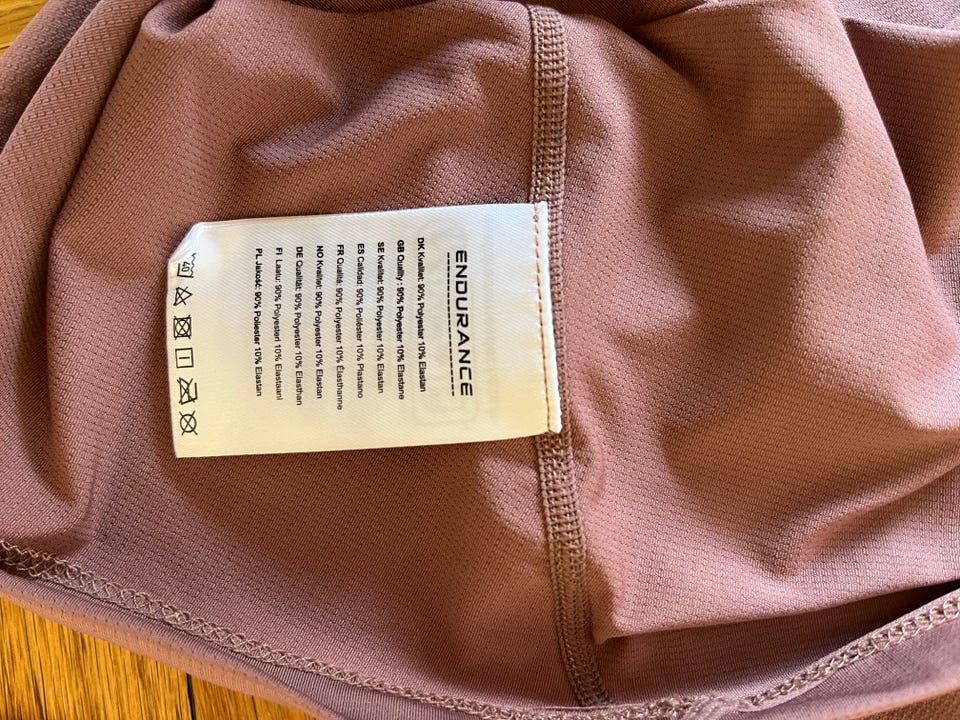 ENDURANCE
DK Kvalitet: 90% Polyester 10% Elastan
GB Quality : 90% Polyester 10% Elastane
SE Kvalitet: 90% Polyester 10% Elastan
ES Calidad: 90% Poliéster 10% Elastano
FR Qualité: 90% Polyester 10% Élasthanne
NO Kvalitet: 90% Polyester 10% Elastan
DE Qualität: 90% Polyester 10% Elasthan
FI Laatu: 90% Polyesteri 10% Elastaani
PL Jakość: 90% Poliester 10% Elastan
40